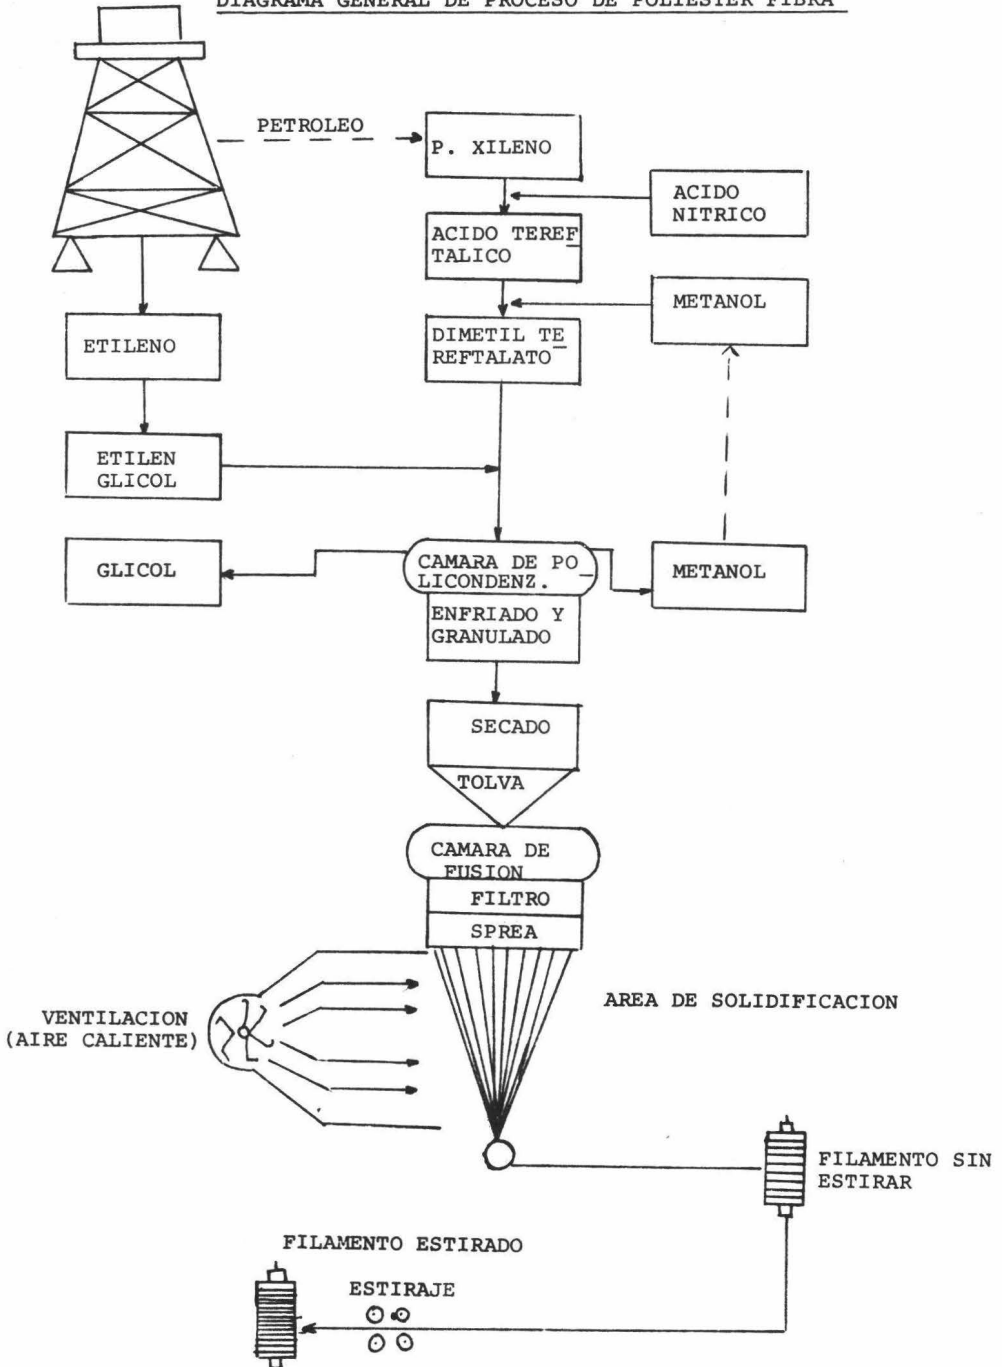 DIAGRAMA GENERAL DE PROCESO DE POLIESTER FIBRA
PETROLEO
P. XILENO
ACIDO
NITRICO
ACIDO TEREF
TALICO
METANOL
ETILENO
DIMETIL TE
REFTALATO
ETILEN
GLICOL
GLICOL
CAMARA DE PO
LICONDENZ.
METANOL
ENFRIADO Y
GRANULADO
SECADO
TOLVA
CAMARA DE
FUSION
FILTRO
SPREA
VENTILACION
(AIRE CALIENTE)
AREA DE SOLIDIFICACION
FILAMENTO SIN
ESTIRAR
FILAMENTO ESTIRADO
ESTIRAJE